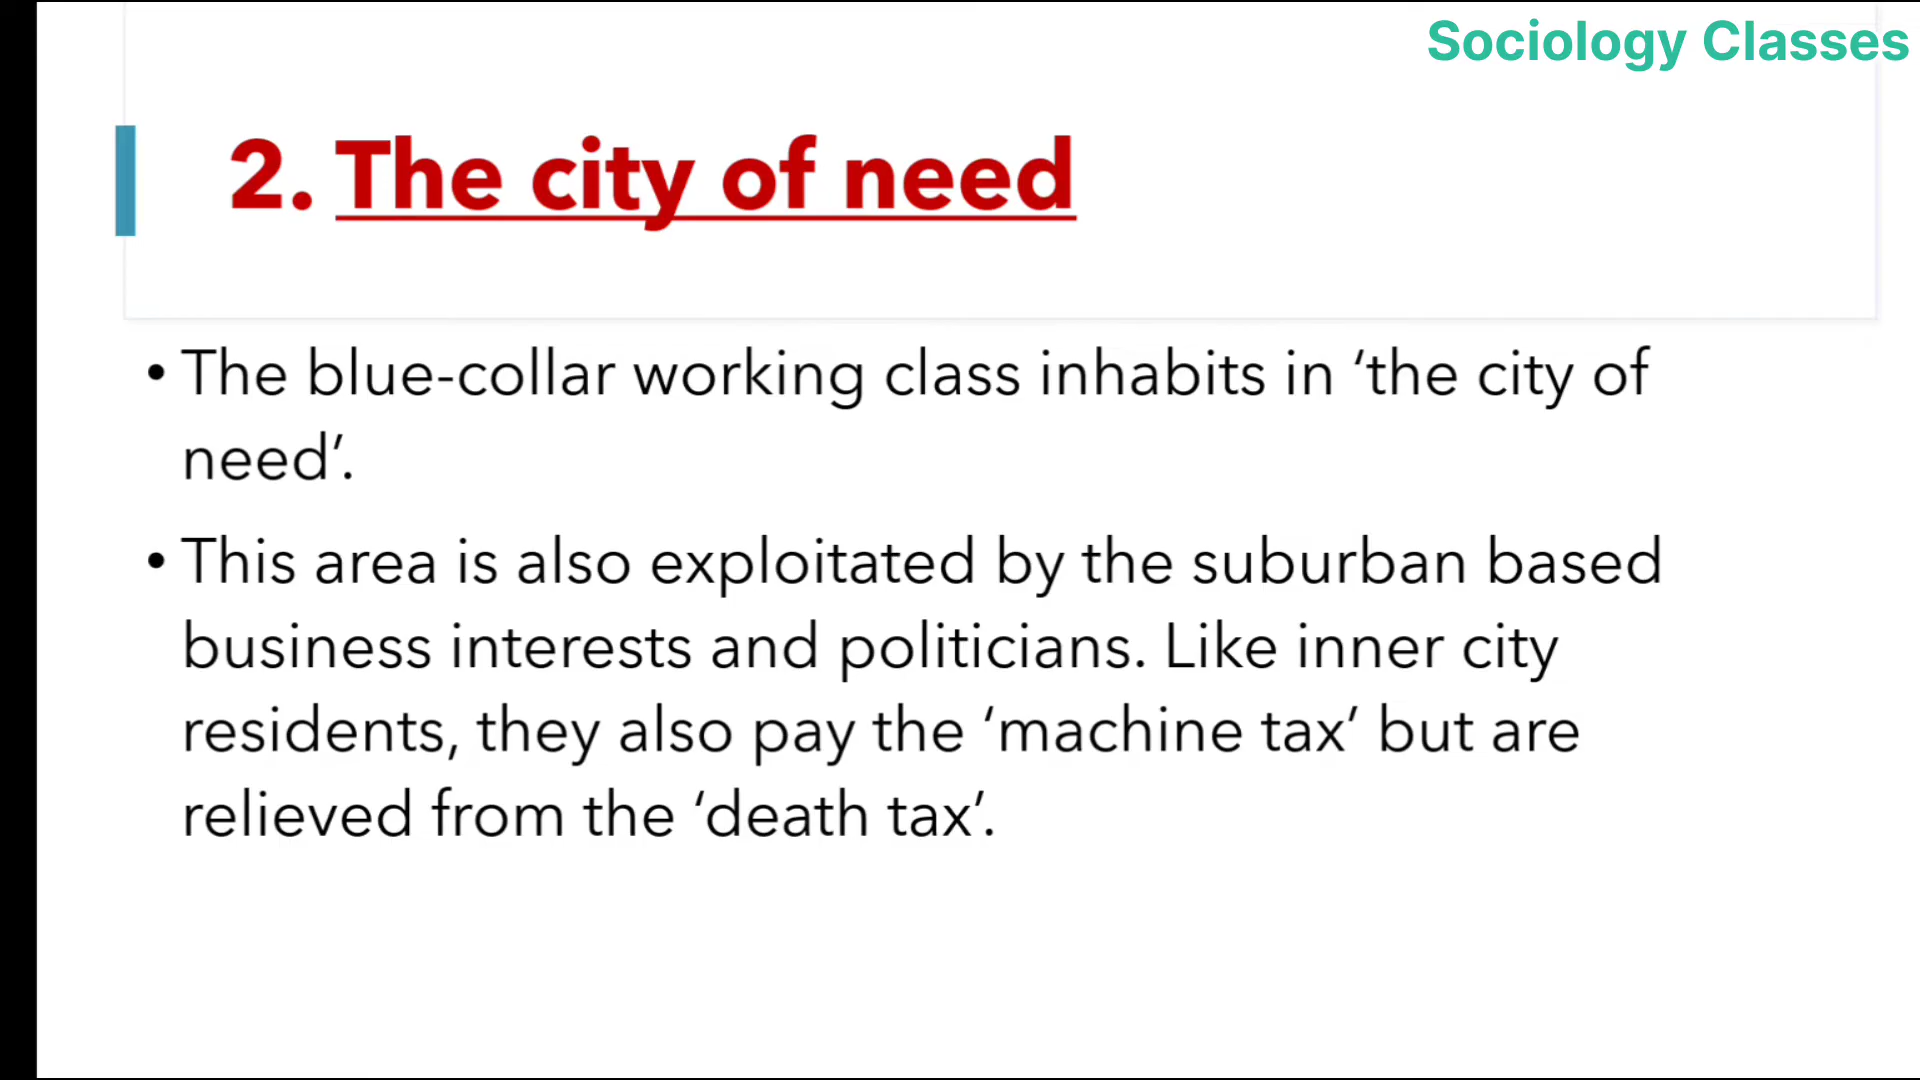 Sociology Classes
2. The city of need
• The blue-collar working class inhabits in ‘the city of
need’.
• This area is also exploitated by the suburban based
business interests and politicians. Like inner city
residents, they also pay the ‘machine tax’ but are
relieved from the ‘death tax’.